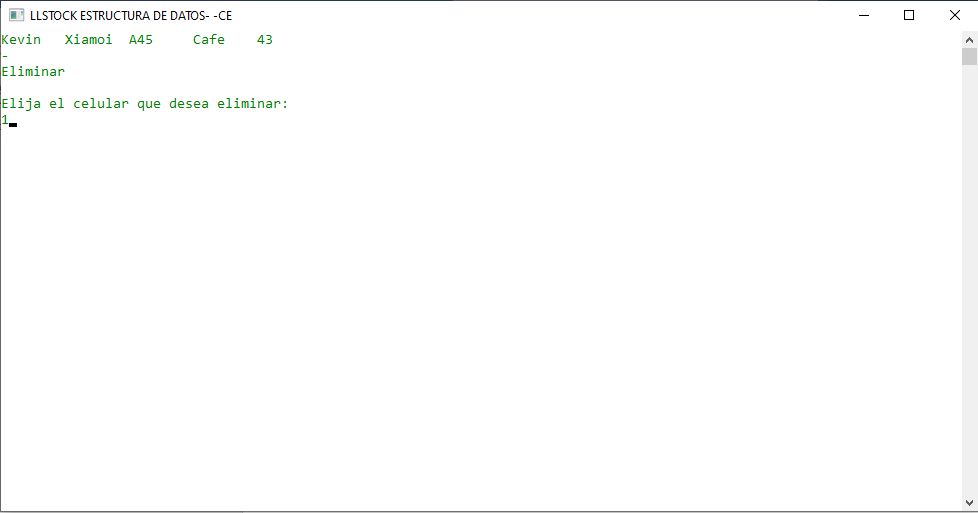 LLSTOCK ESTRUCTURA DE DATOS- -CE
Kevin   Xiamoi  A45     Cafe    43
-
Eliminar
Elija el celular que desea eliminar:
1